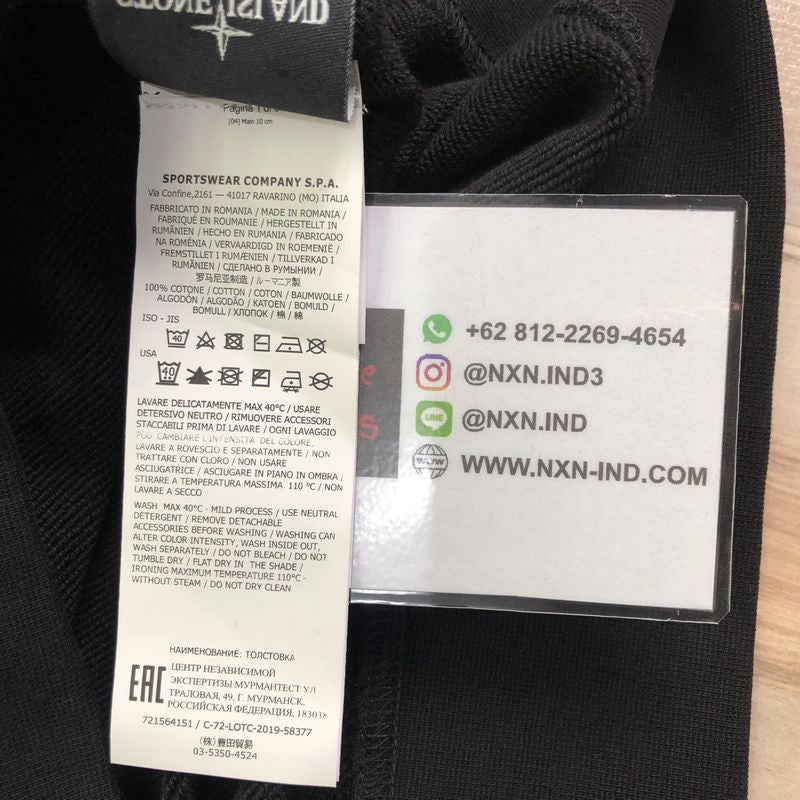 STONE ISLAND
Pagina 1 di
[04] Main 10 cm
SPORTSWEAR COMPANY S.P.A.
Via Confine,2161 — 41017 RAVARINO (MO) ITALIA
FABBRICATO IN ROMANIA / MADE IN ROMANIA /
FABRIQUÉ EN ROUMANIE / HERGESTELLT IN
RUMÄNIEN / HECHO EN RUMANIA / FABRICADO
NA ROMÉNIA / VERVAARDIGD IN ROEMENIË /
FREMSTILLET I RUMÆNIEN / TILLVERKAD I
RUMÄNIEN / СДЕЛАНО В РУМЫНИИ /
罗马尼亚制造 / ルーマニア製
100% COTONE / COTTON / COTON / BAUMWOLLE /
ALGODÓN / ALGODÃO / KATOEN / BOMULD /
BOMULL / ХЛОПОК / 棉 / 綿
ISO - JIS
40
USA
40
LAVARE DELICATAMENTE MAX 40°C / USARE
DETERSIVO NEUTRO / RIMUOVERE ACCESSORI
STACCABILI PRIMA DI LAVARE / OGNI LAVAGGIO
PUÒ CAMBIARE L'INTENSITÀ DEL COLORE,
LAVARE A ROVESCIO E SEPARATAMENTE / NON
TRATTARE CON CLORO / NON USARE
ASCIUGATRICE / ASCIUGARE IN PIANO IN OMBRA /
STIRARE A TEMPERATURA MASSIMA 110 °C / NON
LAVARE A SECCO
WASH MAX 40°C - MILD PROCESS / USE NEUTRAL
DETERGENT / REMOVE DETACHABLE
ACCESSORIES BEFORE WASHING / WASHING CAN
ALTER COLOR INTENSITY, WASH INSIDE OUT,
WASH SEPARATELY / DO NOT BLEACH / DO NOT
TUMBLE DRY / FLAT DRY IN THE SHADE /
IRONING MAXIMUM TEMPERATURE 110°C -
WITHOUT STEAM / DO NOT DRY CLEAN
НАИМЕНОВАНИЕ: ТОЛСТОВКА
EAC
ЦЕНТР НЕЗАВИСИМОЙ
ЭКСПЕРТИЗЫ МУРМАНТЕСТ УЛ
ТРАЛОВАЯ, 49, Г. МУРМАНСК,
РОССИЙСКАЯ ФЕДЕРАЦИЯ, 183038
721564151 / C-72-LOTC-2019-58377
(株) 豊田貿易
03-5350-4524
+62 812-2269-4654
@NXN.IND3
LINE
@NXN.IND
www
WWW.NXN-IND.COM